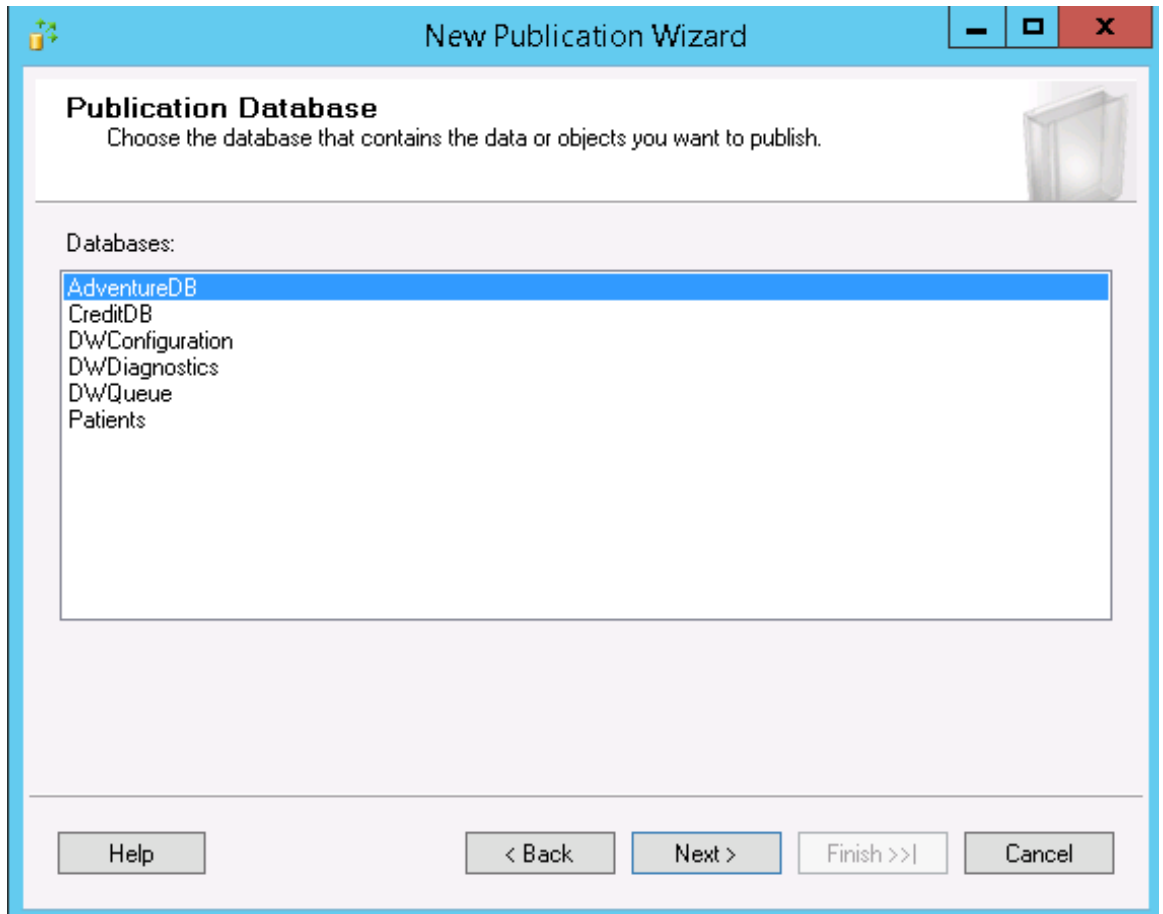 New Publication Wizard
Publication Database
Choose the database that contains the data or objects you want to publish.
Databases:
AdventureDB
CreditDB
DWConfiguration
DWDiagnostics
DWQueue
Patients
Help
< Back
Next >
Finish >>|
Cancel